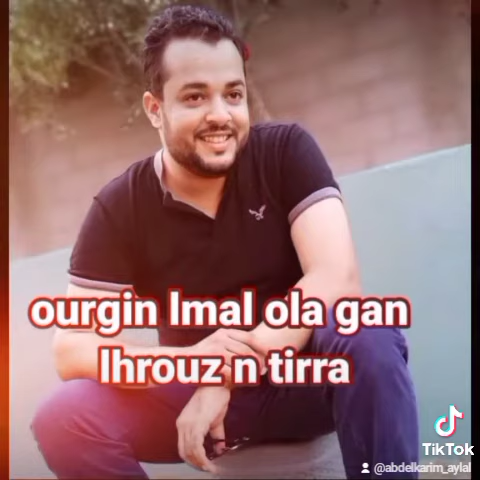 ourgin lmal ola gan
lhrouz n tirra
TikTok
@abdelkarim_aylal